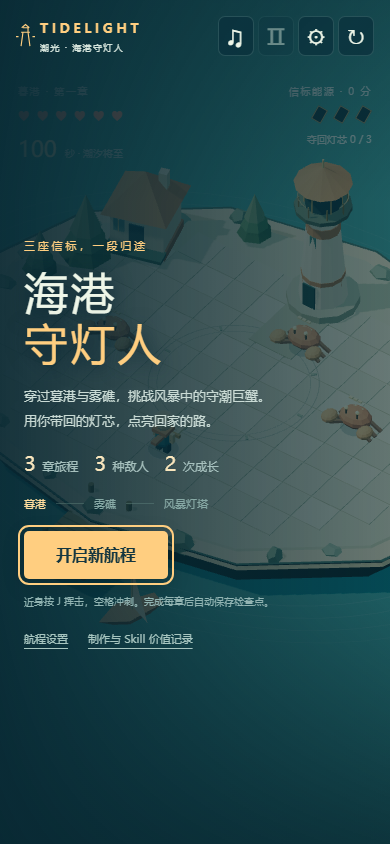 TIDELIGHT
潮光 · 海港守灯人
暮港 · 第一章
信标能源 · 0 分
夺回灯芯 0 / 3
100
三座信标，一段归途
海港
守灯人
穿过暮港与雾礁，挑战风暴中的守潮巨蟹。
用你带回的灯芯，点亮回家的路。
3 章旅程 3 种敌人 2 次成长
暮港 雾礁 风暴灯塔
开启新航程
近身按 J 挥击，空格冲刺。完成每章后自动保存检查点。
航程设置 制作与 Skill 价值记录